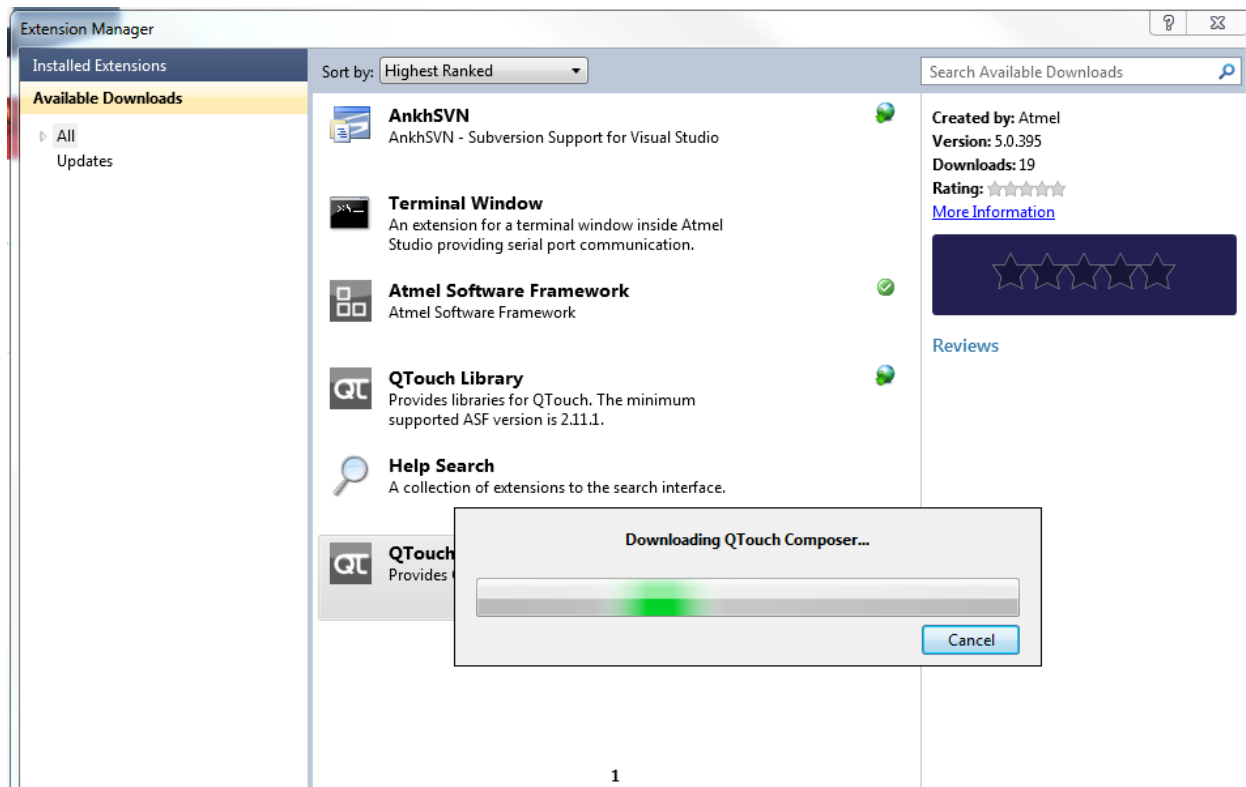 Extension Manager
Installed Extensions
Available Downloads
All
Updates
Sort by: Highest Ranked
Search Available Downloads
AnkhSVN
AnkhSVN - Subversion Support for Visual Studio
Terminal Window
An extension for a terminal window inside Atmel
Studio providing serial port communication.
Atmel Software Framework
Atmel Software Framework
QTouch Library
Provides libraries for QTouch. The minimum
supported ASF version is 2.11.1.
Help Search
A collection of extensions to the search interface.
QTouch
Provides
Downloading QTouch Composer...
Cancel
1
Created by: Atmel
Version: 5.0.395
Downloads: 19
Rating:
More Information
Reviews